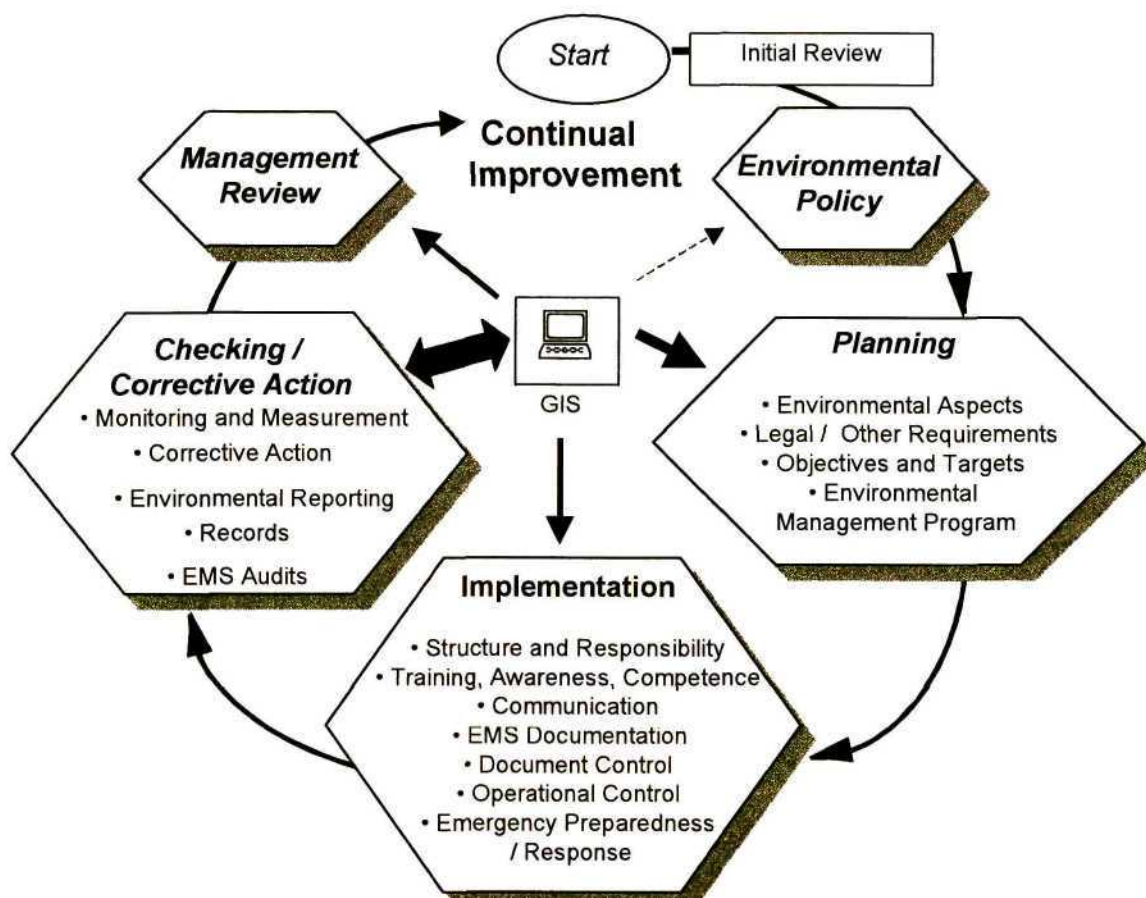 Start
Initial Review
Continual
Improvement
Management
Review
Environmental
Policy
GIS
Planning
• Environmental Aspects
• Legal / Other Requirements
• Objectives and Targets
• Environmental
Management Program
Checking /
Corrective Action
• Monitoring and Measurement
• Corrective Action
• Environmental Reporting
• Records
• EMS Audits
Implementation
• Structure and Responsibility
• Training, Awareness, Competence
• Communication
• EMS Documentation
• Document Control
• Operational Control
• Emergency Preparedness
/ Response